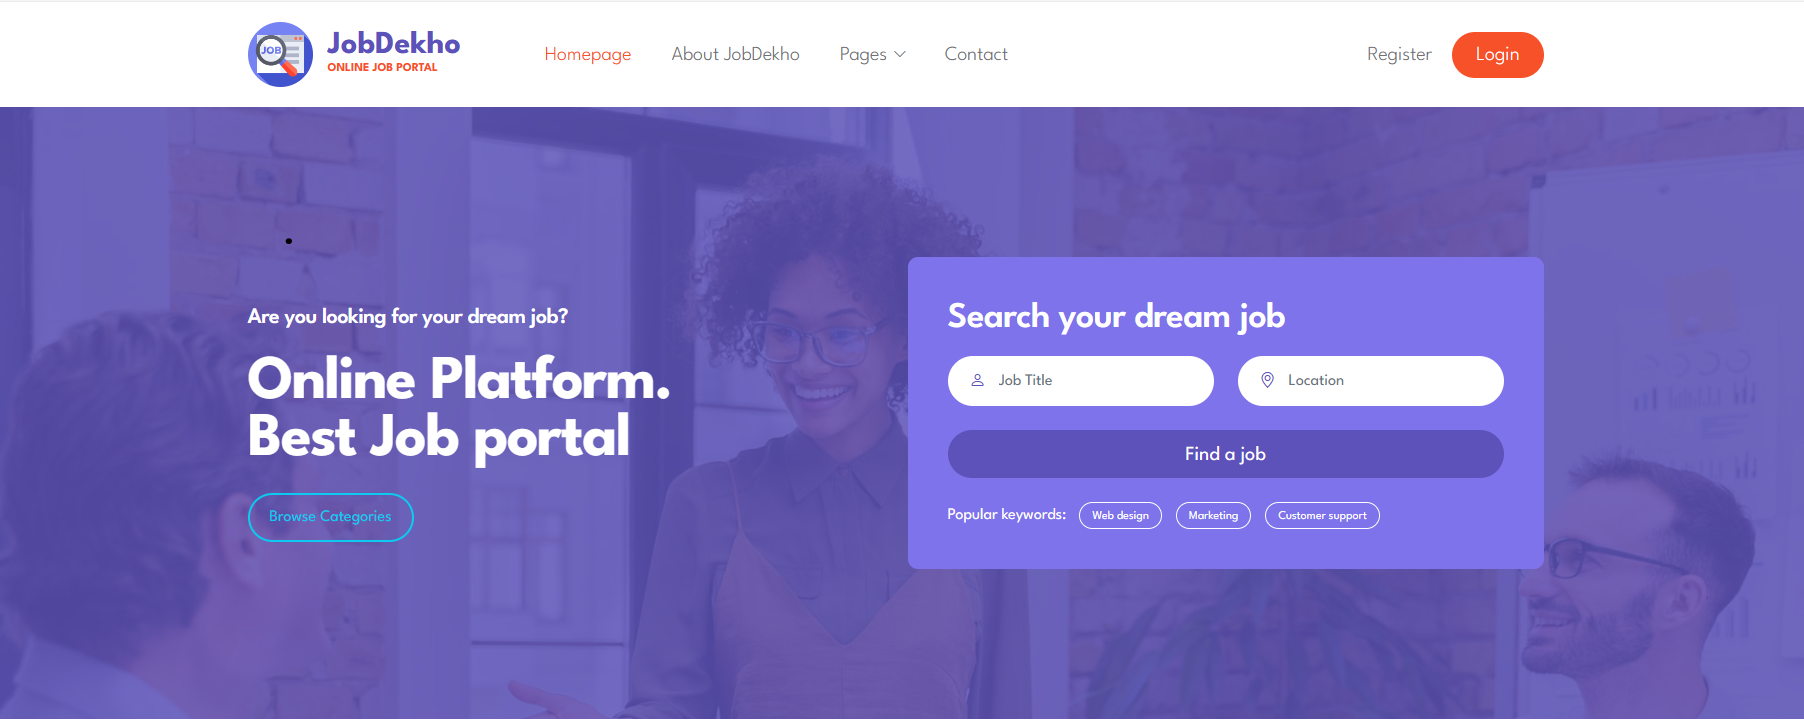 JOB
JobDekho
ONLINE JOB PORTAL
Homepage
About JobDekho
Pages
Contact
Register
Login
Are you looking for your dream job?
Online Platform.
Best Job portal
Browse Categories
Search your dream job
Job Title
Location
Find a job
Popular keywords:
Web design
Marketing
Customer support